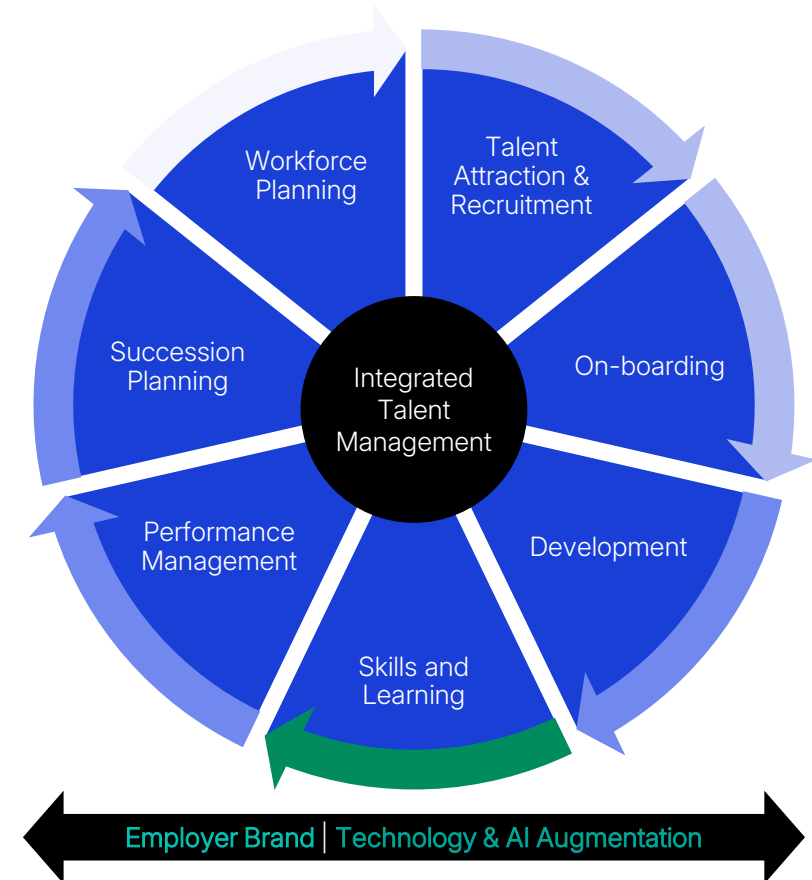 Workforce
Planning
Talent
Attraction &
Recruitment
On-boarding
Development
Skills and
Learning
Performance
Management
Succession
Planning
Integrated
Talent
Management
Employer Brand | Technology & AI Augmentation